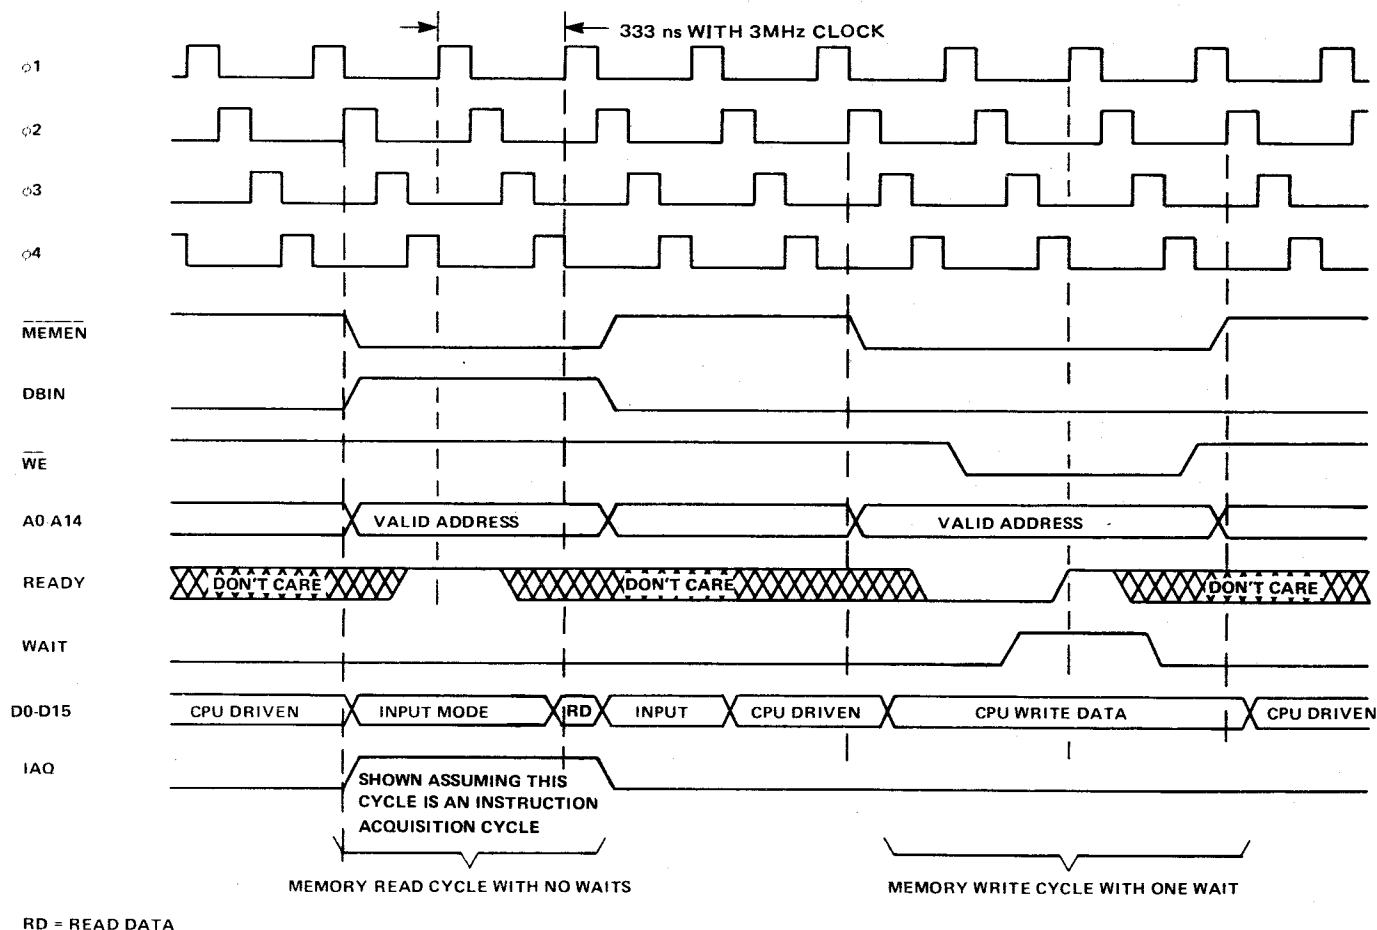 333 ns WITH 3MHz CLOCK
φ1
φ2
φ3
φ4
MEMEN
DBIN
WE
A0-A14 VALID ADDRESS VALID ADDRESS
READY DON'T CARE DON'T CARE DON'T CARE
WAIT
D0-D15 CPU DRIVEN INPUT MODE RD INPUT CPU DRIVEN CPU WRITE DATA CPU DRIVEN
IAQ
SHOWN ASSUMING THIS
CYCLE IS AN INSTRUCTION
ACQUISITION CYCLE
MEMORY READ CYCLE WITH NO WAITS MEMORY WRITE CYCLE WITH ONE WAIT
RD = READ DATA